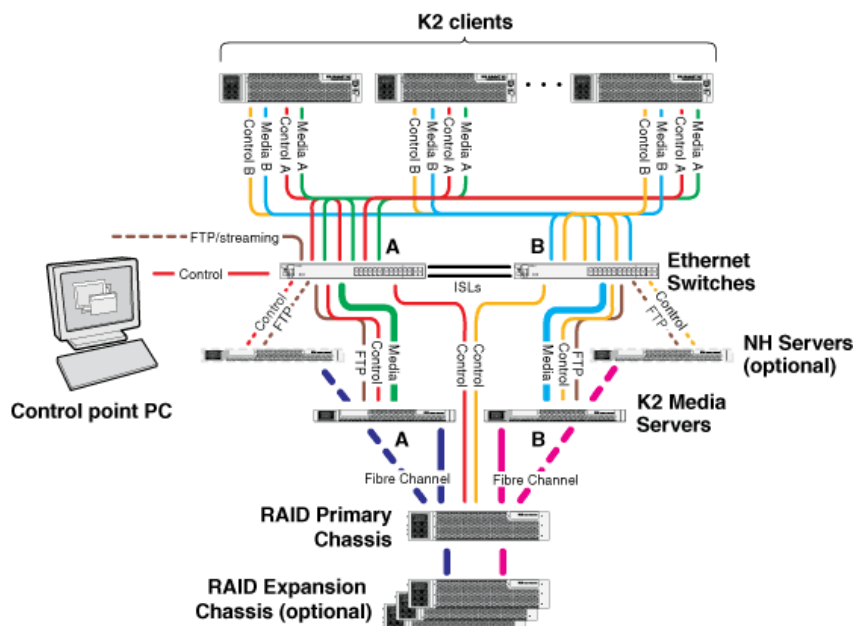 K2 clients
Control B
Media B
Control A
Media A
Control B
Media B
Control A
Media A
Control B
Media B
Control A
Media A
FTP/streaming
A
B
Ethernet
Switches
Control
ISLs
Control
FTP
FTP
Control
Media
Control
Control
Media
Control
FTP
FTP
Control
NH Servers
(optional)
Control point PC
K2 Media
Servers
A
B
Fibre Channel
Fibre Channel
RAID Primary
Chassis
RAID Expansion
Chassis (optional)